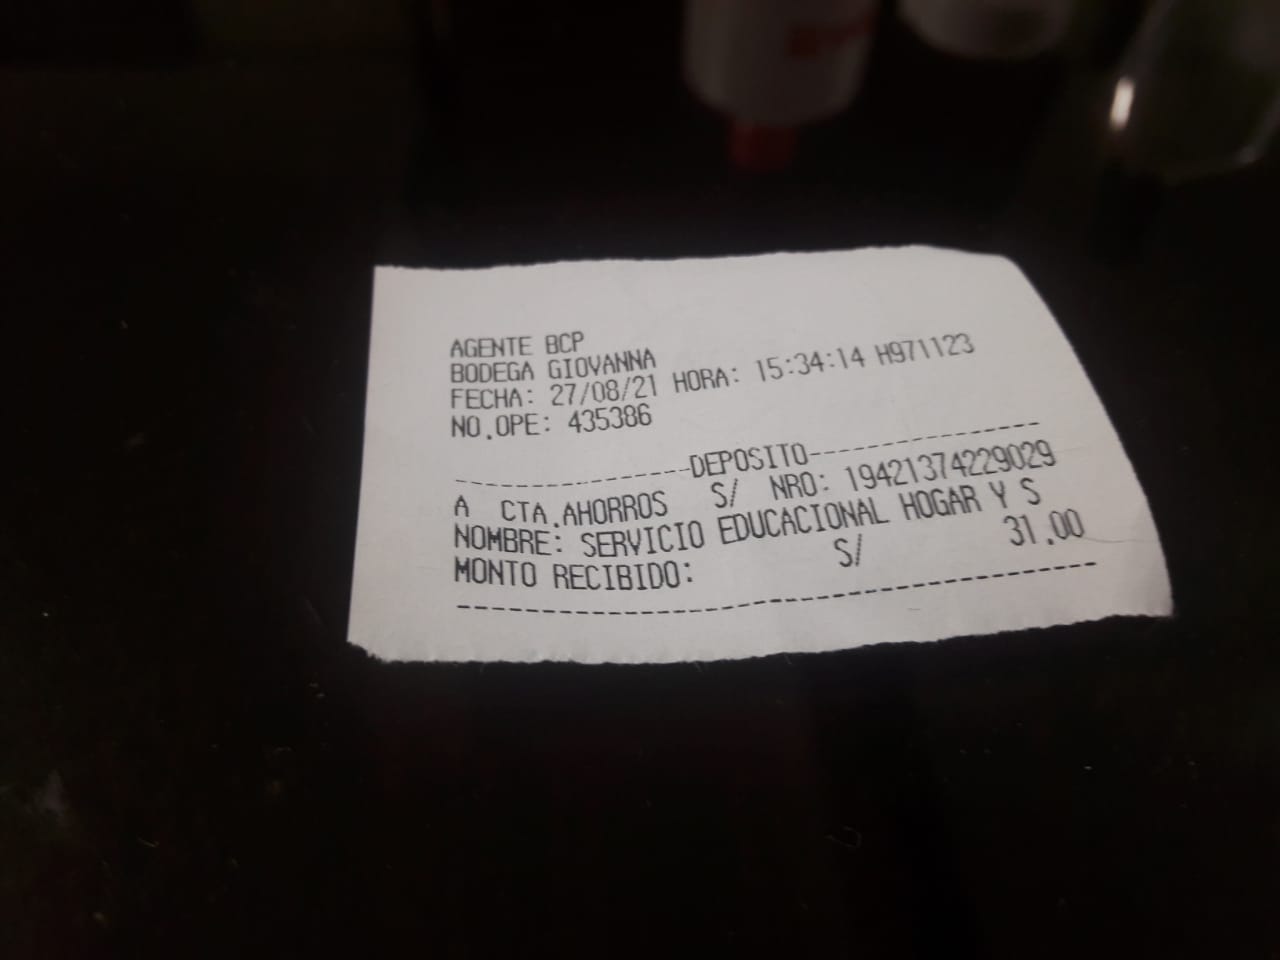 AGENTE BCP
BODEGA GIOVANNA
FECHA: 27/08/21 HORA: 15:34:14 H971123
NO.OPE: 435386
--------------DEPOSITO--------------
A CTA.AHORROS S/ NRO: 19421374229029
NOMBRE: SERVICIO EDUCACIONAL HOGAR Y S
MONTO RECIBIDO: S/ 31.00